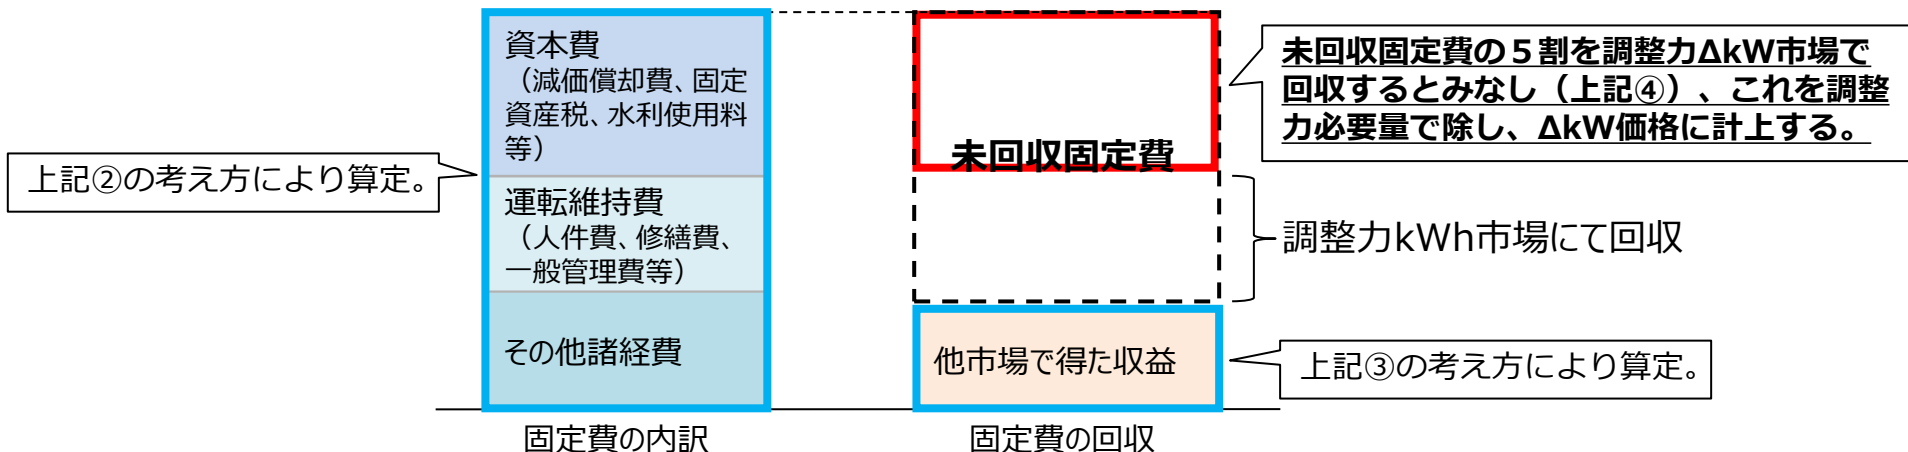 資本費
（減価償却費、固定
資産税、水利使用料
等）
上記②の考え方により算定。
運転維持費
（人件費、修繕費、
一般管理費等）
その他諸経費
固定費の内訳
未回収固定費
他市場で得た収益
固定費の回収
未回収固定費の５割を調整力ΔkW市場で
回収するとみなし（上記④）、これを調整
力必要量で除し、ΔkW価格に計上する。
調整力kWh市場にて回収
上記③の考え方により算定。